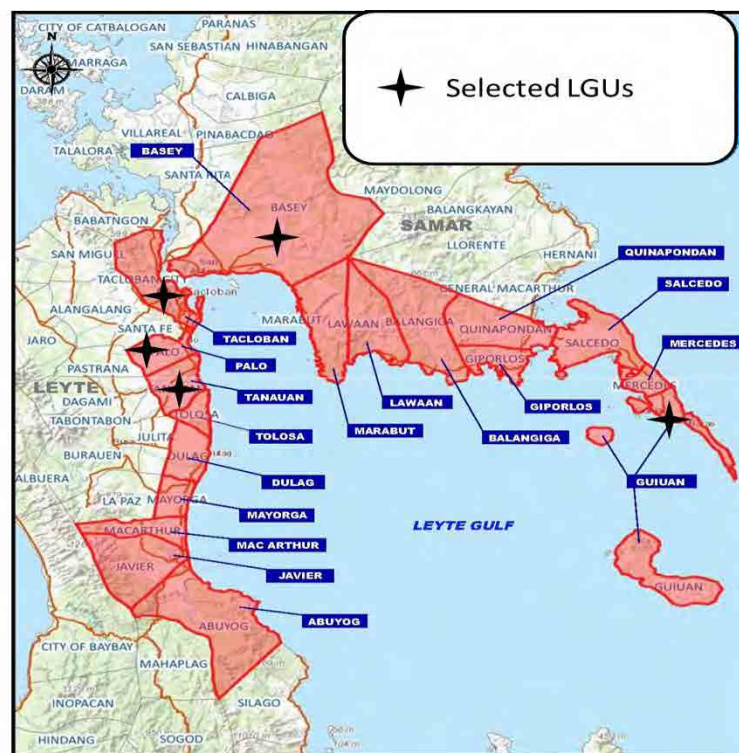 CITY OF CATBALOGAN
PARANAS
SAN SEBASTIAN
HINABANGAN
N
MARRAGA
DARAM
CALBIGA
Selected LGUs
VILLAREAL
PINABACDAO
TALALORA
BASEY
SANTA RITA
MAYDOLONG
BABATNGON
BASEY
BALANGKAYAN
SAMAR
LLORENTE
HERNANI
SAN MIGUEL
QUINAPONDAN
GENERAL MACARTHUR
SALCEDO
ALANGALANG
MARABUT
LAWAAN
BALANGIGA
QUINAPONDAN
SANTA FE
TACLOBAN
JARO
SALCEDO
MERCEDES
GIPORLOS
PALO
PASTRANA
MERCEDES
LEYTE
TANAUAN
LAWAAN
GIPORLOS
DAGAMI
TABONTABON
TOLOSA
TOLOSA
MARABUT
BALANGIGA
JULITA
BURAUEN
DULAG
DULAG
GUIUAN
ALBUERA
LA PAZ
MAYORGA
MAYORGA
LEYTE GULF
MACARTHUR
MAC ARTHUR
JAVIER
JAVIER
GUIUAN
ABUYOG
ABUYOG
CITY OF BAYBAY
MAHAPLAG
INOPACAN
SILAGO
HINDANG
SOGOD